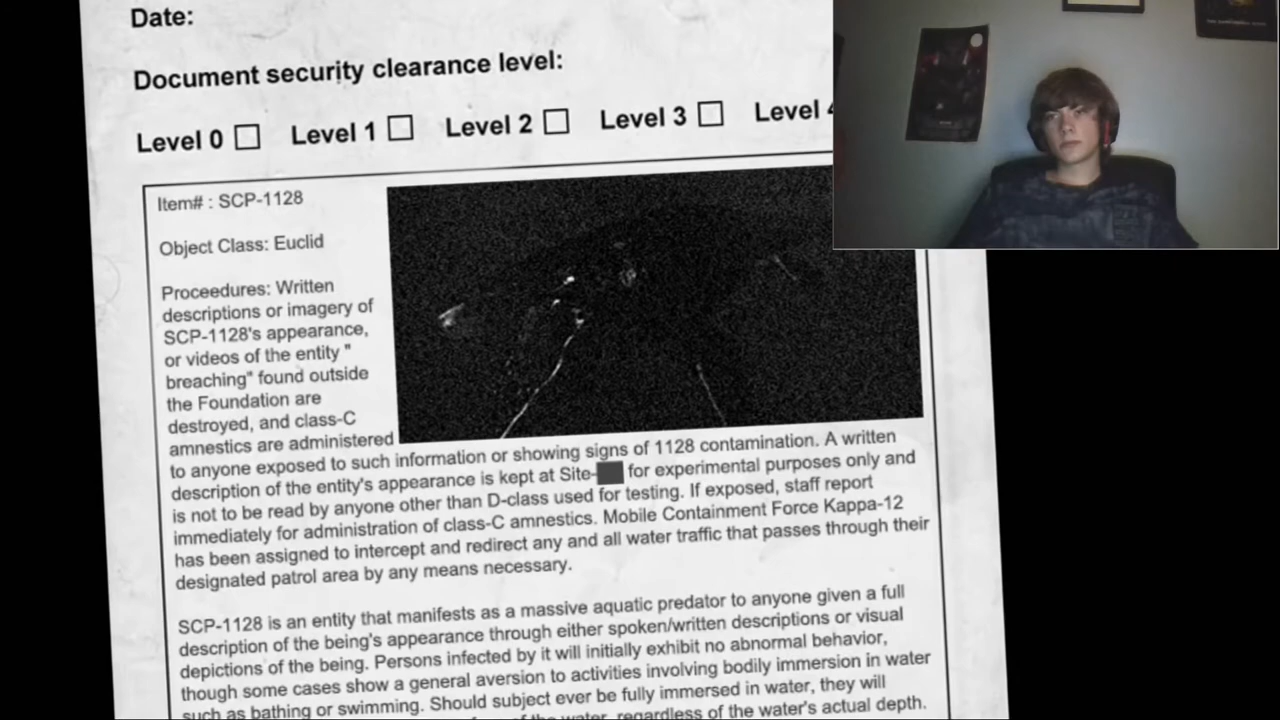 Date:
Document security clearance level:
Level 0 Level 1 Level 2 Level 3 Level 4
Item# : SCP-1128
Object Class: Euclid
Proceedures: Written
descriptions or imagery of
SCP-1128's appearance,
or videos of the entity "
breaching" found outside
the Foundation are
destroyed, and class-C
amnestics are administered
to anyone exposed to such information or showing signs of 1128 contamination. A written
description of the entity's appearance is kept at Site- for experimental purposes only and
is not to be read by anyone other than D-class used for testing. If exposed, staff report
immediately for administration of class-C amnestics. Mobile Containment Force Kappa-12
has been assigned to intercept and redirect any and all water traffic that passes through their
designated patrol area by any means necessary.
SCP-1128 is an entity that manifests as a massive aquatic predator to anyone given a full
description of the being's appearance through either spoken/written descriptions or visual
depictions of the being. Persons infected by it will initially exhibit no abnormal behavior,
though some cases show a general aversion to activities involving bodily immersion in water
such as bathing or swimming. Should subject ever be fully immersed in water, they will
of the water, regardless of the water's actual depth.